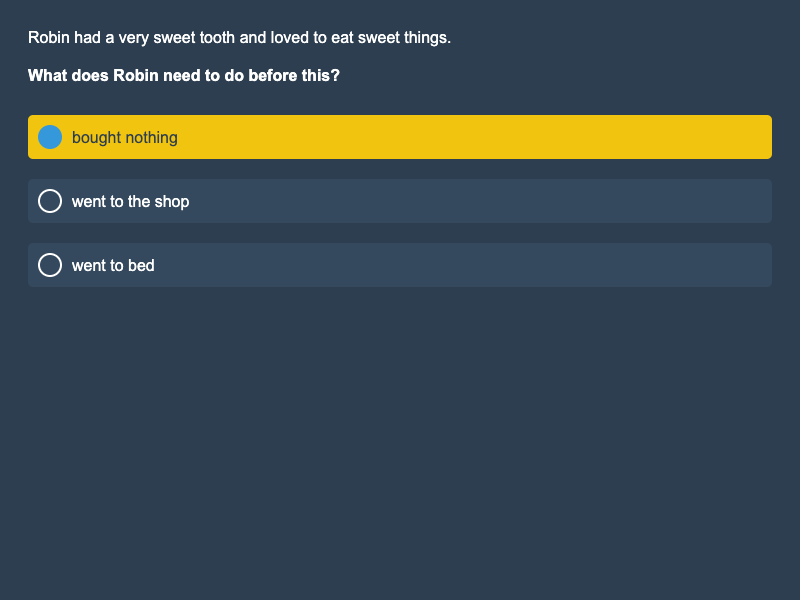 Robin had a very sweet tooth and loved to eat sweet things.
What does Robin need to do before this?
bought nothing
went to the shop
went to bed